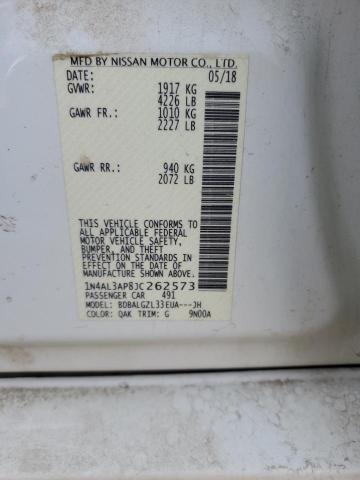 MFD BY NISSAN MOTOR CO., LTD.
DATE: 05/18
GVWR: 1917 KG
4226 LB
GAWR FR.: 1010 KG
2227 LB
GAWR RR.: 940 KG
2072 LB
THIS VEHICLE CONFORMS TO
ALL APPLICABLE FEDERAL
MOTOR VEHICLE SAFETY,
BUMPER, AND THEFT
PREVENTION STANDARDS IN
EFFECT ON THE DATE OF
MANUFACTURE SHOWN ABOVE.
1N4AL3AP8JC262573
PASSENGER CAR 491
MODEL: BDBALGZL33EUA---JH
COLOR: QAK TRIM: G 9N00A